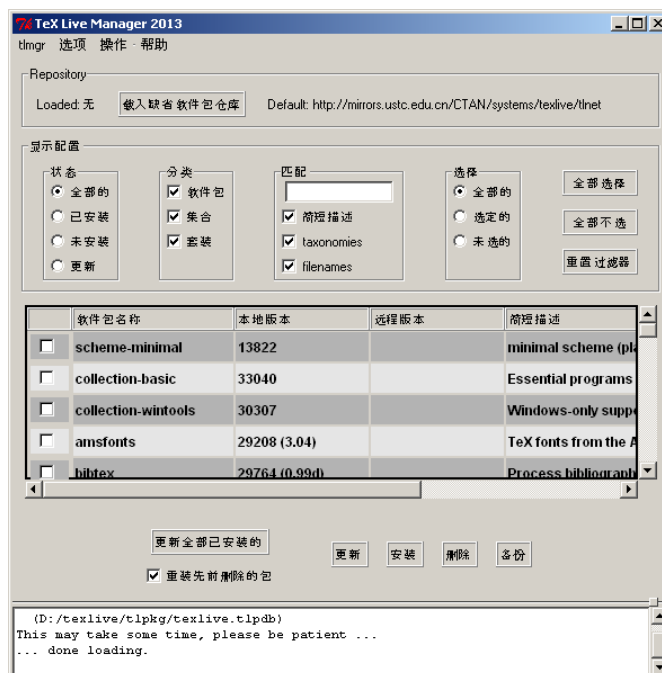 TeX Live Manager 2013
tlmgr 选项 操作 帮助
Repository
Loaded: 无 载入缺省软件包仓库 Default: http://mirrors.ustc.edu.cn/CTAN/systems/texlive/tlnet
显示配置
状态 分类 匹配 选择
全部的 软件包 全部的 全部选择
已安装 集合 简短描述 选定的 全部不选
未安装 套装 taxonomies 未选的
更新 filenames 重置过滤器
软件包名称 本地版本 远程版本 简短描述
scheme-minimal 13822 minimal scheme (pla
collection-basic 33040 Essential programs
collection-wintools 30307 Windows-only suppo
amsfonts 29208 (3.04) TeX fonts from the A
bibtex 29764 (0.99d) Process bibliograph
更新全部已安装的 更新 安装 删除 备份
重装先前删除的包
(D:/texlive/tlpkg/texlive.tlpdb)
This may take some time, please be patient ...
... done loading.